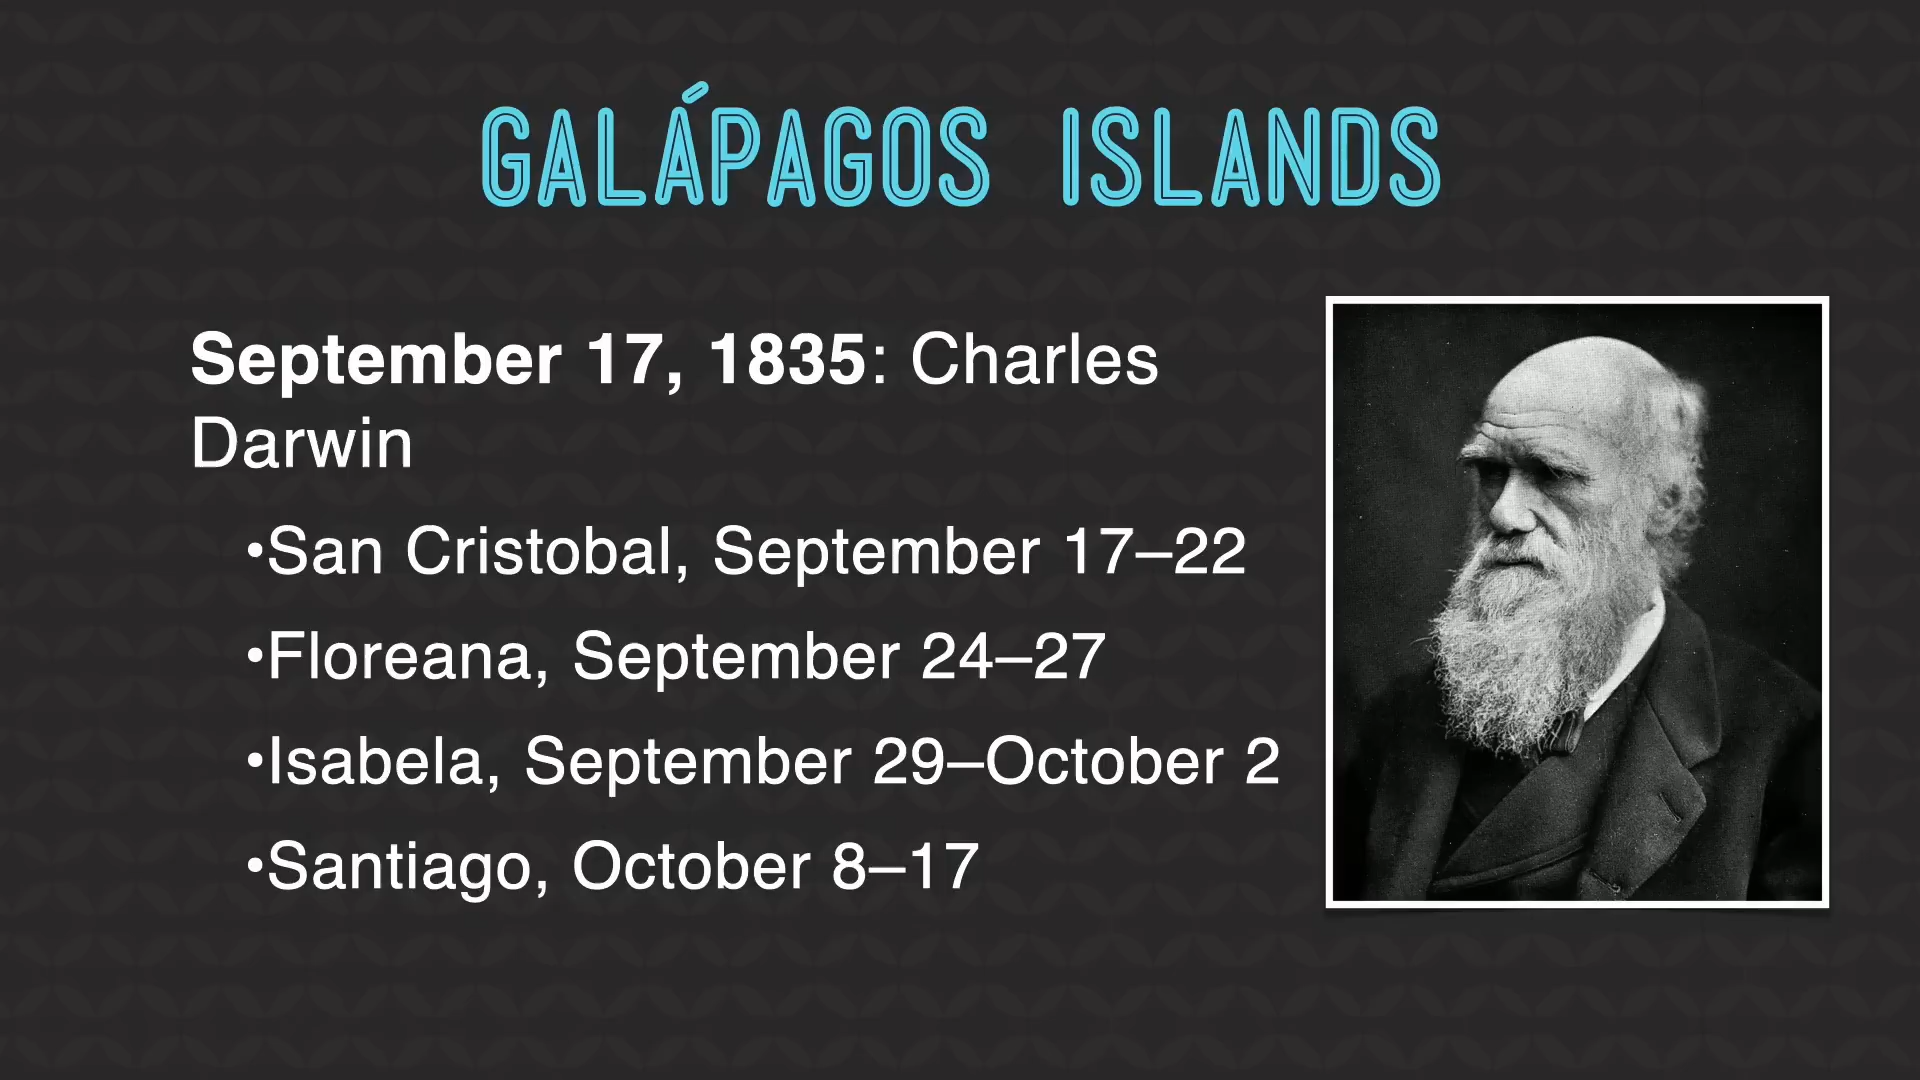 GALÁPAGOS ISLANDS
September 17, 1835: Charles
Darwin
•San Cristobal, September 17–22
•Floreana, September 24–27
•Isabela, September 29–October 2
•Santiago, October 8–17